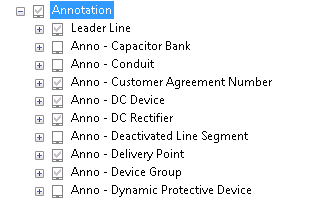 Annotation
Leader Line
Anno - Capacitor Bank
Anno - Conduit
Anno - Customer Agreement Number
Anno - DC Device
Anno - DC Rectifier
Anno - Deactivated Line Segment
Anno - Delivery Point
Anno - Device Group
Anno - Dynamic Protective Device